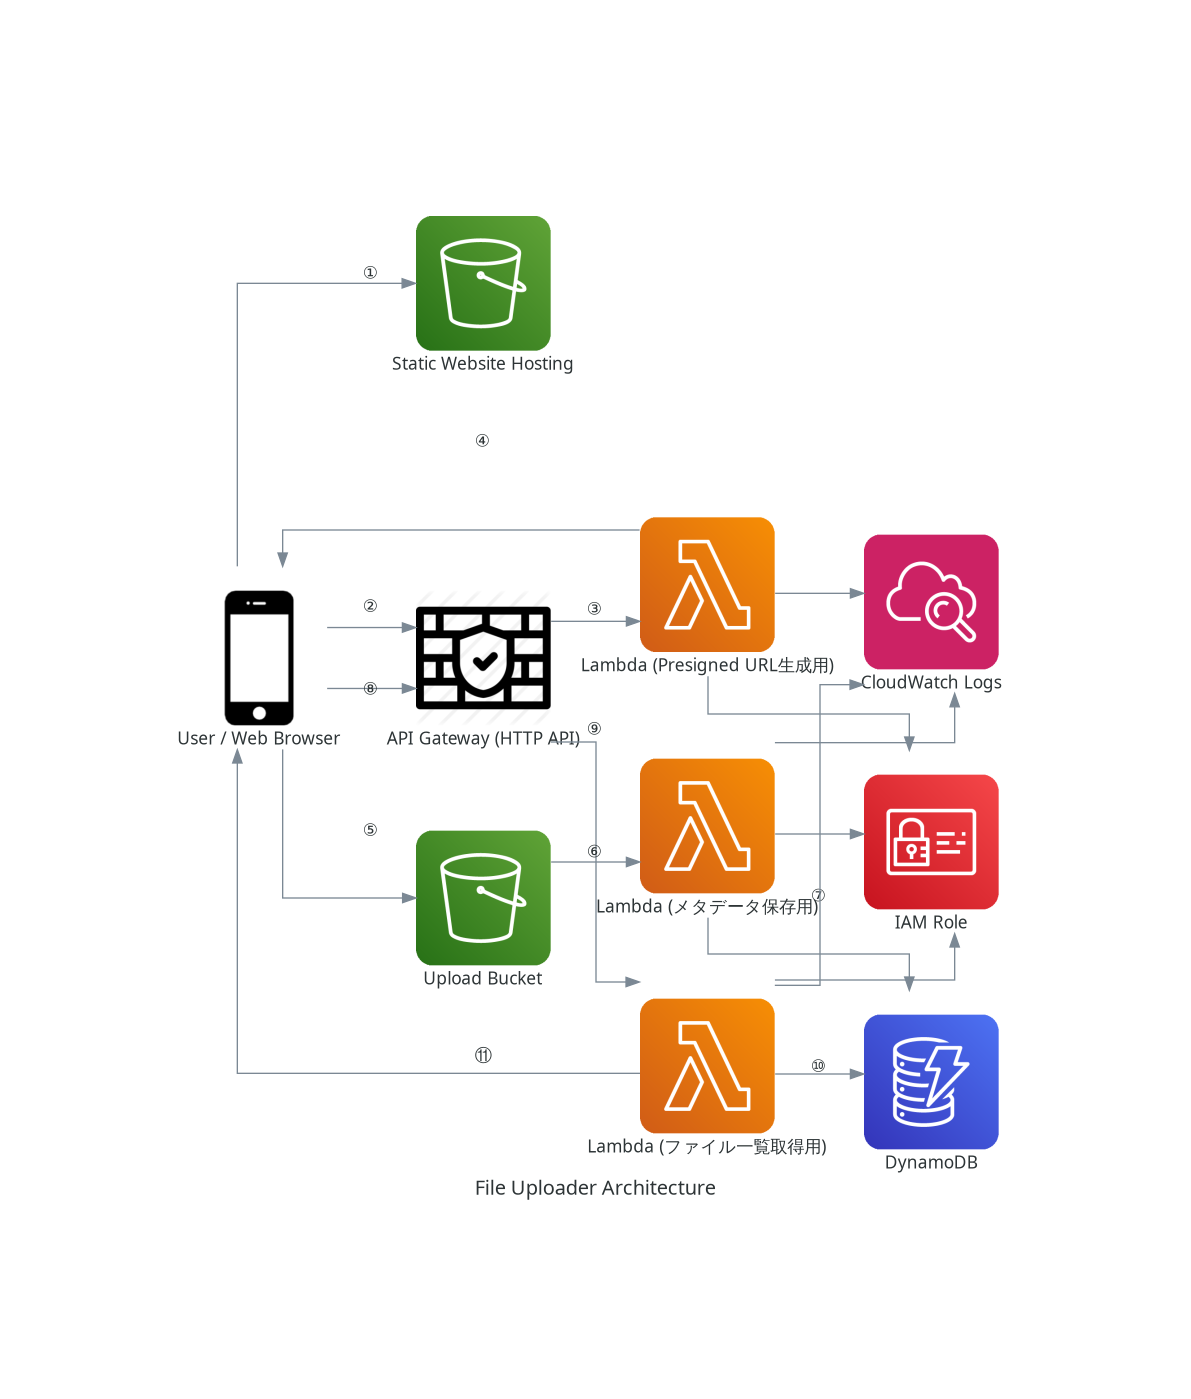 ①
Static Website Hosting
④
②
③
Lambda (Presigned URL生成用)
CloudWatch Logs
⑧
User / Web Browser
API Gateway (HTTP API)
⑨
⑤
⑥
Lambda (メタデータ保存用)
⑦
IAM Role
Upload Bucket
⑪
⑩
Lambda (ファイル一覧取得用)
DynamoDB
File Uploader Architecture